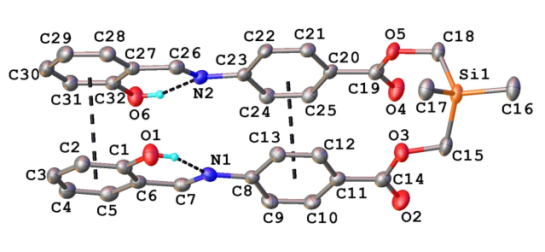 C29 C28 C22 C21 O5 C18
C30 C27 C26 C23 C20 Si1
C31 C32 N2 C24 C25 C19 O4 C17 C16
O6
O1 C13 C12 O3
C2 C1 N1 C15
C3 C6 C7 C8 C11 C14
C4 C5 C9 C10 O2